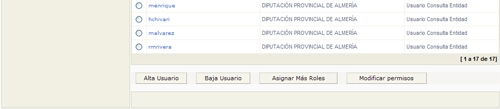 menrique DIPUTACIÓN PROVINCIAL DE ALMERÍA Usuario Consulta Entidad
hchivari DIPUTACIÓN PROVINCIAL DE ALMERÍA Usuario Consulta Entidad
malvarez DIPUTACIÓN PROVINCIAL DE ALMERÍA Usuario Consulta Entidad
rmrivera DIPUTACIÓN PROVINCIAL DE ALMERÍA Usuario Consulta Entidad
[ 1 a 17 de 17]
Alta Usuario Baja Usuario Asignar Más Roles Modificar permisos